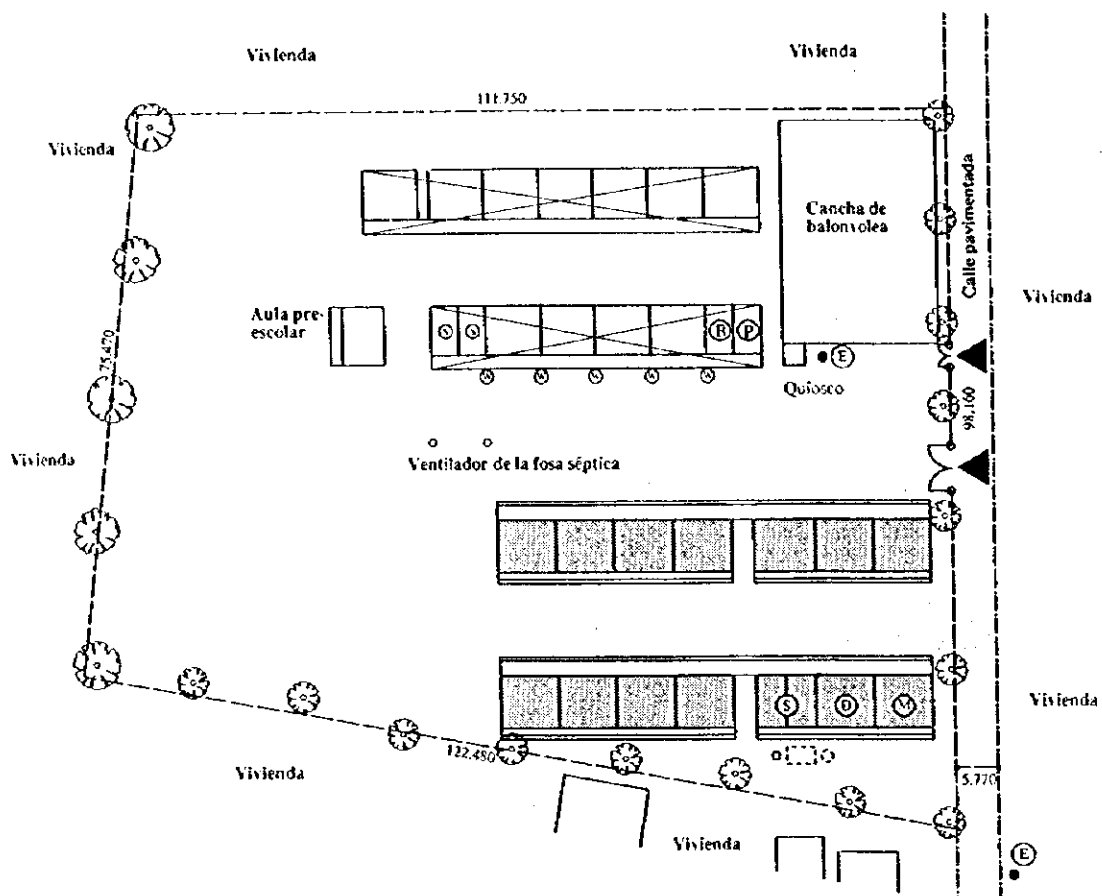 Vivienda
Vivienda
111.750
Vivienda
Cancha de
balonvolea
Calle pavimentada
Vivienda
Aula pre-
escolar
R
P
E
75.470
Quiosco
98.160
Vivienda
Ventilador de la fosa séptica
S
D
M
Vivienda
122.480
Vivienda
5.770
Vivienda
E